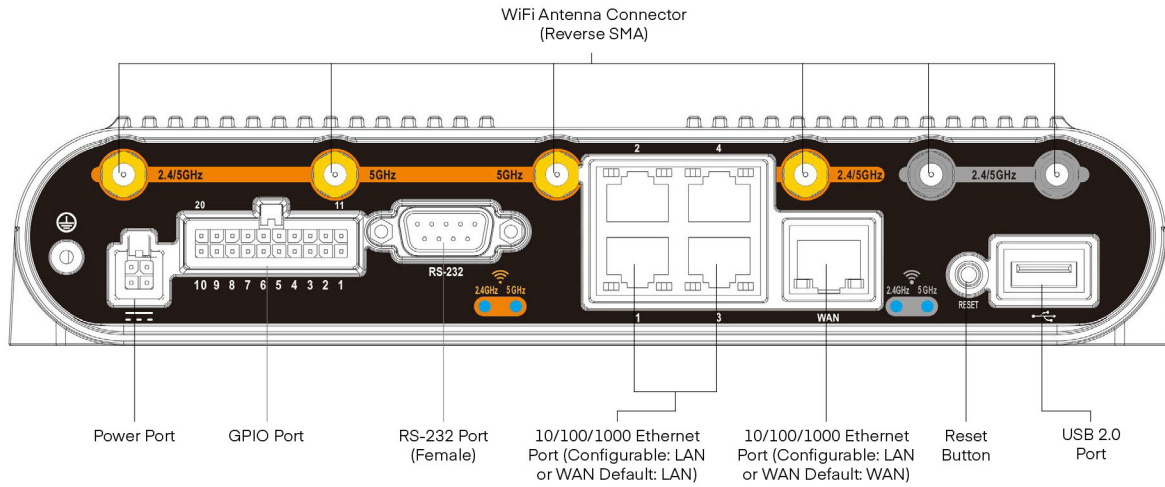 WiFi Antenna Connector
(Reverse SMA)
2 4
2.4/5GHz 5GHz 5GHz 2.4/5GHz 2.4/5GHz
20 11
RS-232
10 9 8 7 6 5 4 3 2 1
2.4GHz 5GHz
2.4GHz 5GHz
RESET
1 3 WAN
Power Port
GPIO Port
RS-232 Port
(Female)
10/100/1000 Ethernet
Port (Configurable: LAN
or WAN Default: LAN)
10/100/1000 Ethernet
Port (Configurable: LAN
or WAN Default: WAN)
Reset
Button
USB 2.0
Port